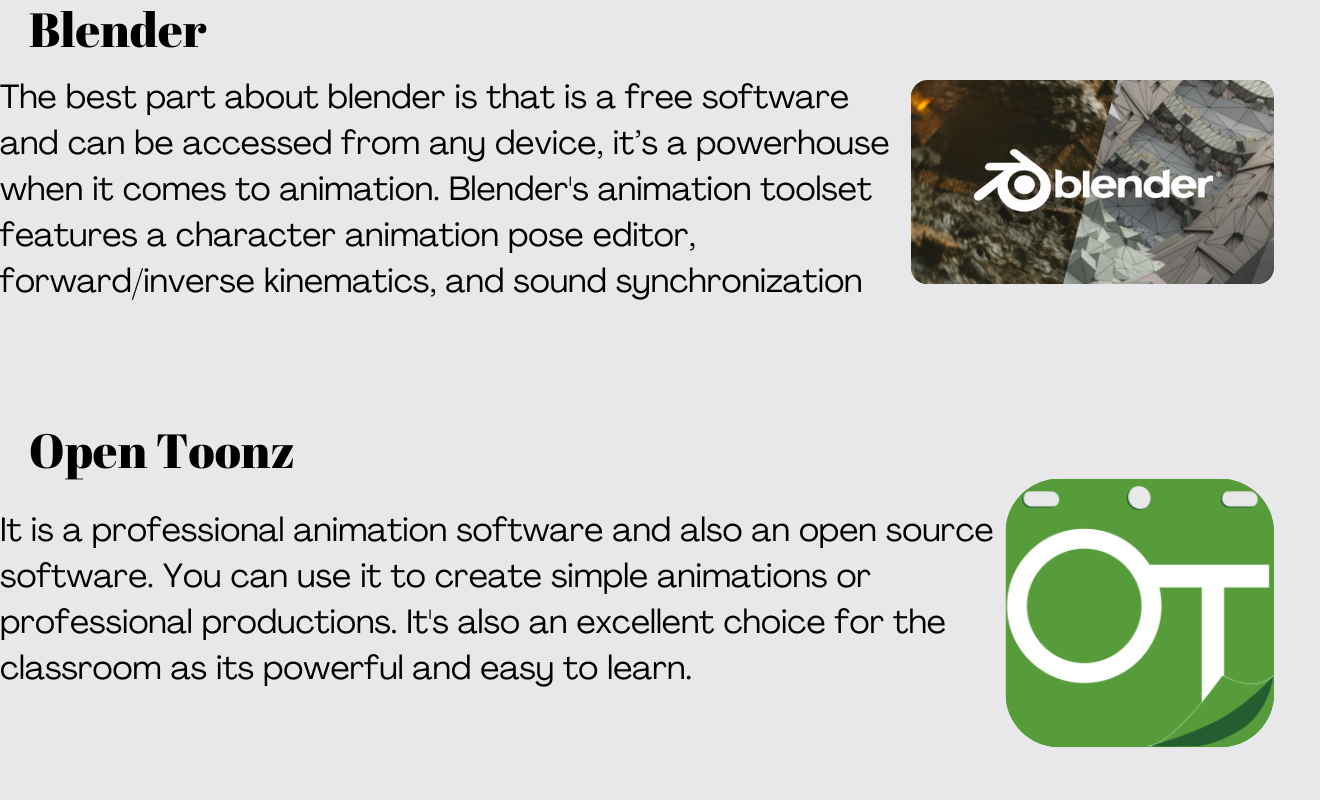 Blender
The best part about blender is that is a free software
and can be accessed from any device, it’s a powerhouse
when it comes to animation. Blender's animation toolset
features a character animation pose editor,
forward/inverse kinematics, and sound synchronization
blender
Open Toonz
It is a professional animation software and also an open source
software. You can use it to create simple animations or
professional productions. It's also an excellent choice for the
classroom as its powerful and easy to learn.
OT